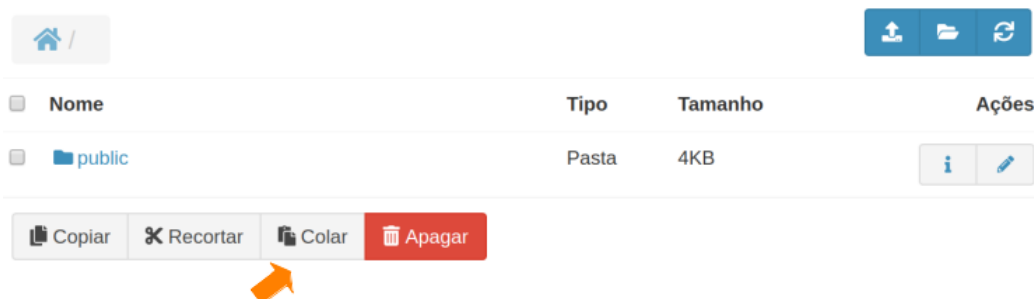 /
Nome Tipo Tamanho Ações
public Pasta 4KB
Copiar Recortar Colar Apagar